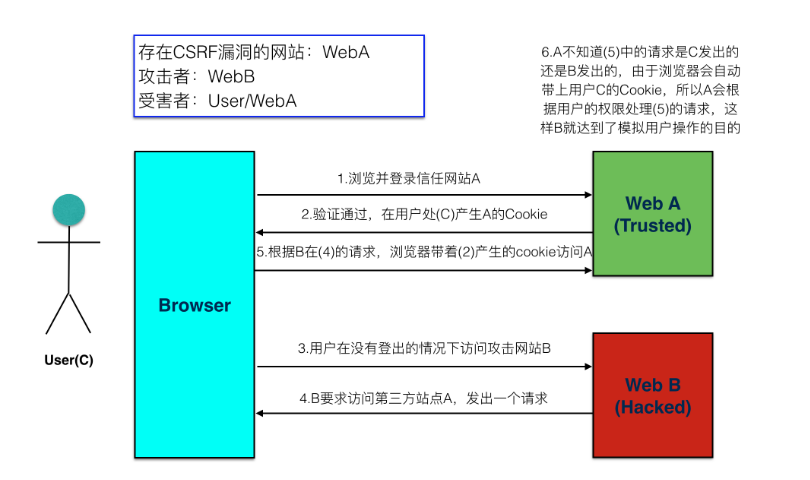 存在CSRF漏洞的网站：WebA
攻击者：WebB
受害者：User/WebA
6.A不知道(5)中的请求是C发出的
还是B发出的，由于浏览器会自动
带上用户C的Cookie，所以A会根
据用户的权限处理(5)的请求，这
样B就达到了模拟用户操作的目的
1.浏览并登录信任网站A
2.验证通过，在用户处(C)产生A的Cookie
5.根据B在(4)的请求，浏览器带着(2)产生的cookie访问A
Web A
(Trusted)
Browser
User(C)
3.用户在没有登出的情况下访问攻击网站B
4.B要求访问第三方站点A，发出一个请求
Web B
(Hacked)